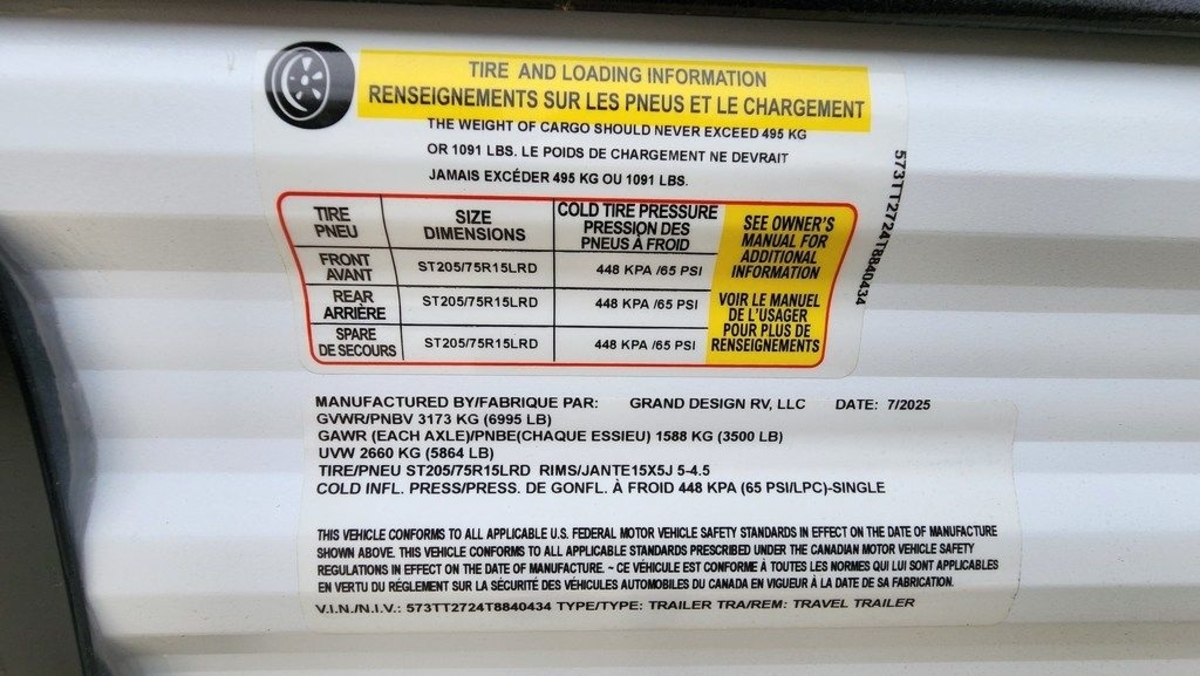 TIRE AND LOADING INFORMATION
RENSEIGNEMENTS SUR LES PNEUS ET LE CHARGEMENT
THE WEIGHT OF CARGO SHOULD NEVER EXCEED 495 KG
OR 1091 LBS. LE POIDS DE CHARGEMENT NE DEVRAIT
JAMAIS EXCÉDER 495 KG OU 1091 LBS.
TIRE
PNEU
SIZE
DIMENSIONS
COLD TIRE PRESSURE
PRESSION DES
PNEUS À FROID
FRONT
AVANT
ST205/75R15LRD
448 KPA /65 PSI
REAR
ARRIÈRE
ST205/75R15LRD
448 KPA /65 PSI
SPARE
DE SECOURS
ST205/75R15LRD
448 KPA /65 PSI
SEE OWNER'S
MANUAL FOR
ADDITIONAL
INFORMATION
VOIR LE MANUEL
DE L'USAGER
POUR PLUS DE
RENSEIGNEMENTS
573TT2724T8840434
MANUFACTURED BY/FABRIQUE PAR: GRAND DESIGN RV, LLC DATE: 7/2025
GVWR/PNBV 3173 KG (6995 LB)
GAWR (EACH AXLE)/PNBE(CHAQUE ESSIEU) 1588 KG (3500 LB)
UVW 2660 KG (5864 LB)
TIRE/PNEU ST205/75R15LRD RIMS/JANTE15X5J 5-4.5
COLD INFL. PRESS/PRESS. DE GONFL. À FROID 448 KPA (65 PSI/LPC)-SINGLE
THIS VEHICLE CONFORMS TO ALL APPLICABLE U.S. FEDERAL MOTOR VEHICLE SAFETY STANDARDS IN EFFECT ON THE DATE OF MANUFACTURE
SHOWN ABOVE. THIS VEHICLE CONFORMS TO ALL APPLICABLE STANDARDS PRESCRIBED UNDER THE CANADIAN MOTOR VEHICLE SAFETY
REGULATIONS IN EFFECT ON THE DATE OF MANUFACTURE. ~ CE VÉHICULE EST CONFORME À TOUTES LES NORMES QUI LUI SONT APPLICABLES
EN VERTU DU RÉGLEMENT SUR LA SÉCURITÉ DES VÉHICULES AUTOMOBILES DU CANADA EN VIGUEUR À LA DATE DE SA FABRICATION.
V.I.N./N.I.V.: 573TT2724T8840434 TYPE/TYPE: TRAILER TRA/REM: TRAVEL TRAILER